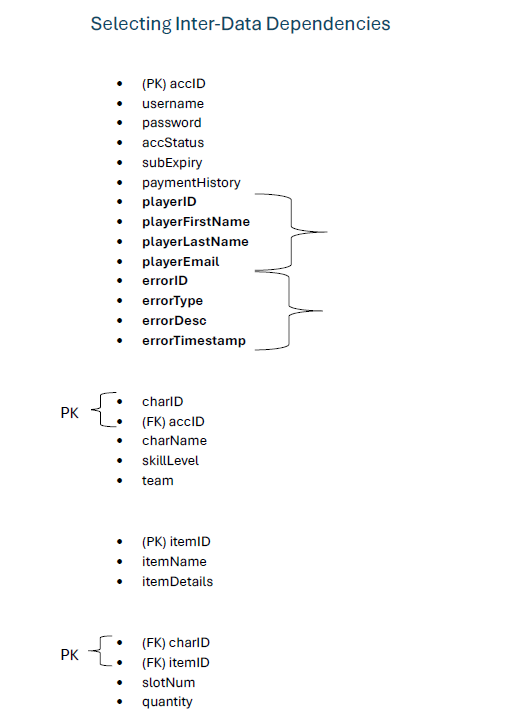 Selecting Inter-Data Dependencies
• (PK) accID
• username
• password
• accStatus
• subExpiry
• paymentHistory
• playerID
• playerFirstName
• playerLastName
• playerEmail
• errorID
• errorType
• errorDesc
• errorTimestamp
PK
• charID
• (FK) accID
• charName
• skillLevel
• team
• (PK) itemID
• itemName
• itemDetails
PK
• (FK) charID
• (FK) itemID
• slotNum
• quantity